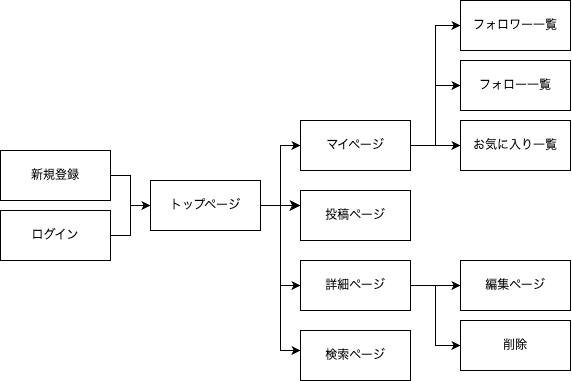 新規登録
ログイン
トップページ
マイページ
投稿ページ
詳細ページ
検索ページ
フォロワー一覧
フォロー一覧
お気に入り一覧
編集ページ
削除